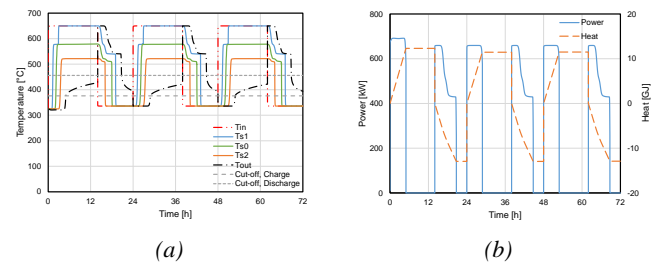 700
600
500
400
300
200
100
0
Temperature [°C]
Tin
Ts1
Ts0
Ts2
Tout
Cut-off, Charge
Cut-off, Discharge
0 12 24 36 48 60 72
Time [h]
(a)
800
600
400
200
0
Power [kW]
Power
Heat
20
10
0
-10
-20
Heat [GJ]
0 12 24 36 48 60 72
Time [h]
(b)